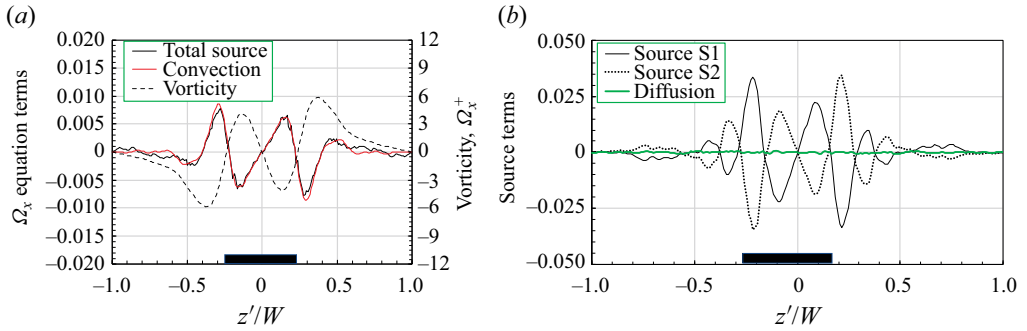 (a)
0.020
0.015
0.010
0.005
0
–0.005
–0.010
–0.015
–0.020
Ωx equation terms
Total source
Convection
Vorticity
12
9
6
3
0
–3
–6
–9
–12
Vorticity, Ωx+
–1.0
–0.5
0
0.5
1.0
z′/W
(b)
0.050
0.025
0
–0.025
–0.050
Source terms
Source S1
Source S2
Diffusion
–1.0
–0.5
0
0.5
1.0
z′/W